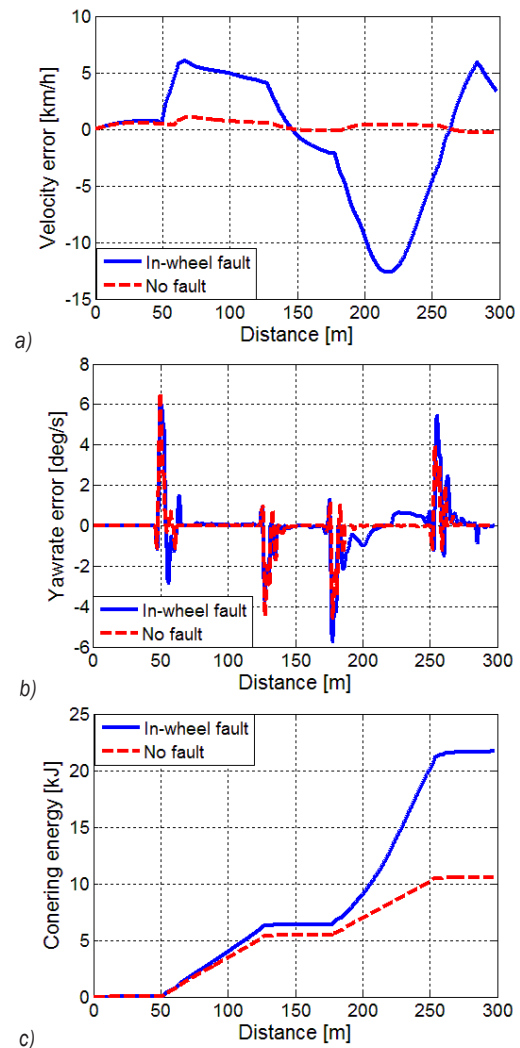 10
5
0
-5
-10
-15
Velocity error [km/h]
In-wheel fault
No fault
0 50 100 150 200 250 300
Distance [m]
a)
8
6
4
2
0
-2
-4
-6
Yawrate error [deg/s]
In-wheel fault
No fault
0 50 100 150 200 250 300
Distance [m]
b)
25
20
15
10
5
0
Conering energy [kJ]
In-wheel fault
No fault
0 50 100 150 200 250 300
Distance [m]
c)